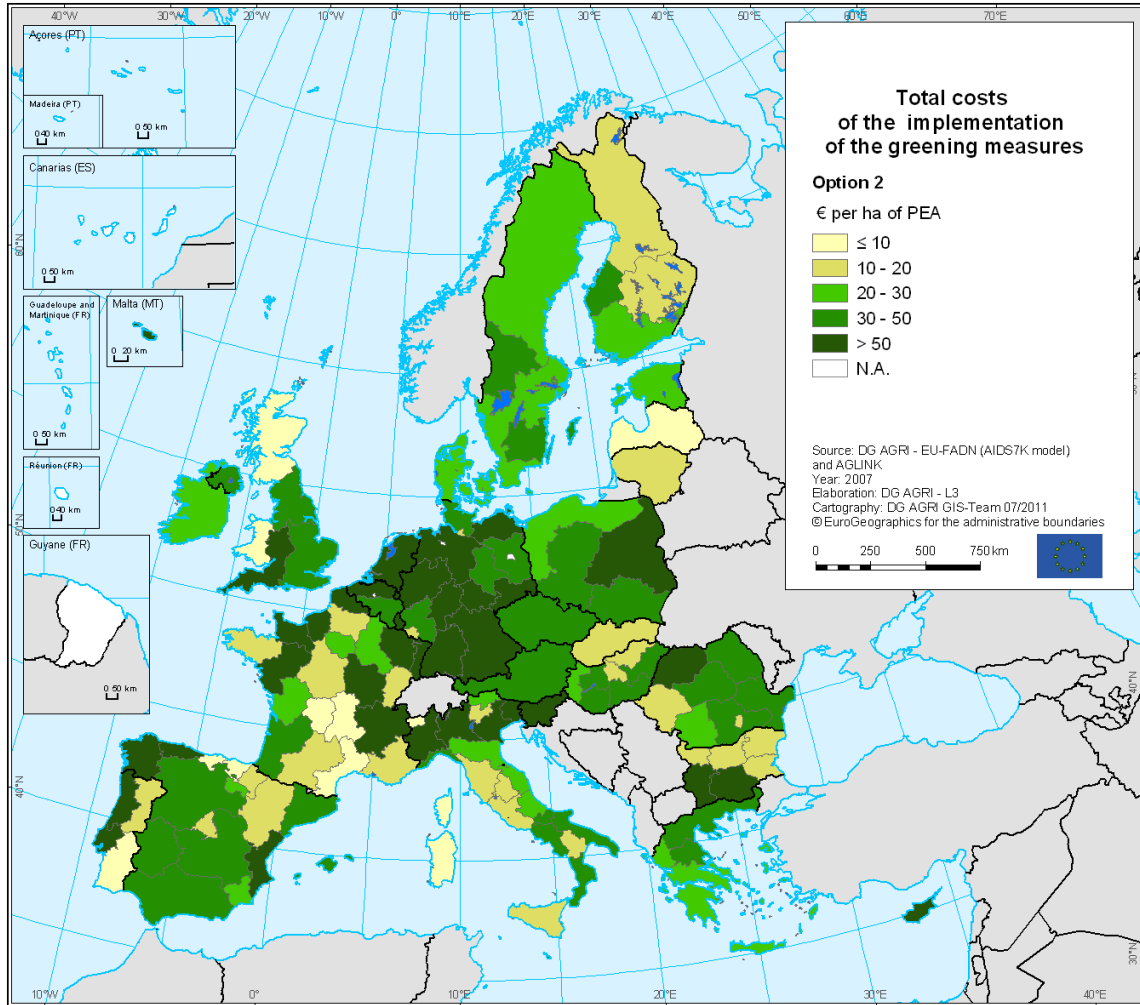 40°W
30°W
20°W
10°W
0°
10°E
20°E
30°E
40°E
50°E
60°E
70°E
Açores (PT)
Madeira (PT)
0 40 km
0 50 km
Canarias (ES)
0 50 km
Guadeloupe and
Martinique (FR)
0 50 km
Malta (MT)
0 20 km
Réunion (FR)
0 40 km
Guyane (FR)
0 50 km
60°N
50°N
40°N
Total costs
of the implementation
of the greening measures
Option 2
€ per ha of PEA
≤ 10
10 - 20
20 - 30
30 - 50
> 50
N.A.
Source: DG AGRI - EU-FADN (AIDS7K model)
and AGLINK
Year: 2007
Elaboration: DG AGRI - L3
Cartography: DG AGRI GIS-Team 07/2011
© EuroGeographics for the administrative boundaries
0 250 500 750 km
40°N
30°N
10°W
0°
10°E
20°E
30°E
40°E